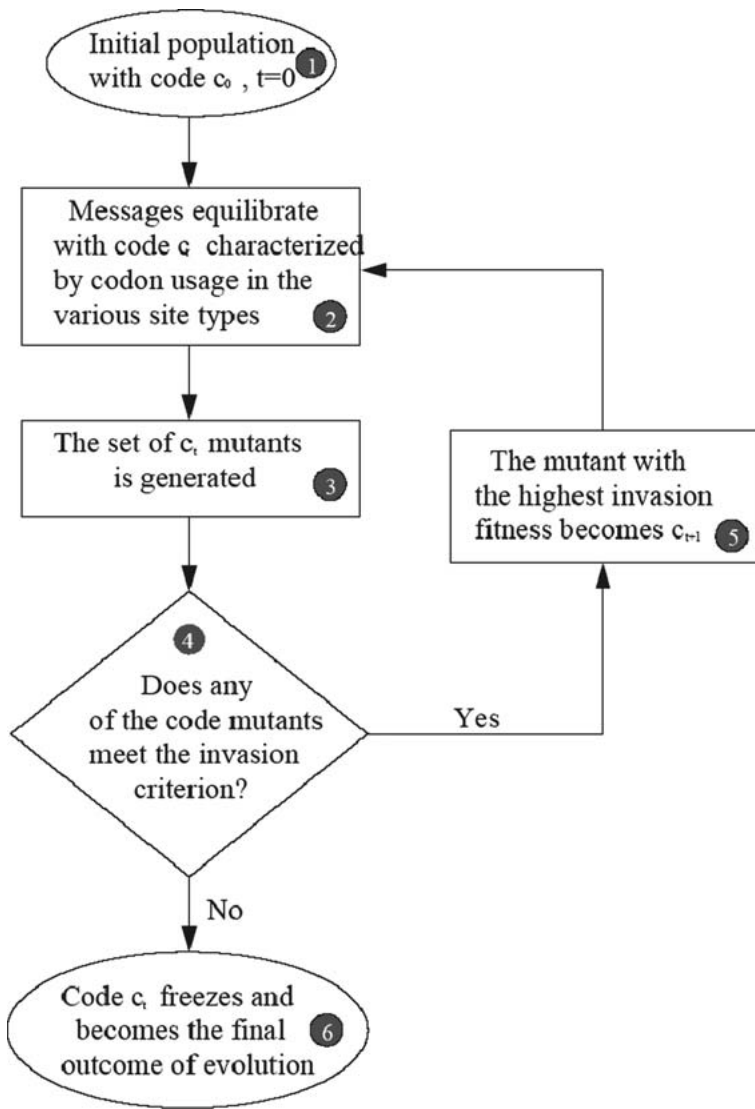 Initial population
with code c₀ , t=0
1
Messages equilibrate
with code cₜ characterized
by codon usage in the
various site types
2
The set of cₜ mutants
is generated
3
4
Does any
of the code mutants
meet the invasion
criterion?
Yes
The mutant with
the highest invasion
fitness becomes cₜ₊₁
5
No
Code cₜ freezes and
becomes the final
outcome of evolution
6